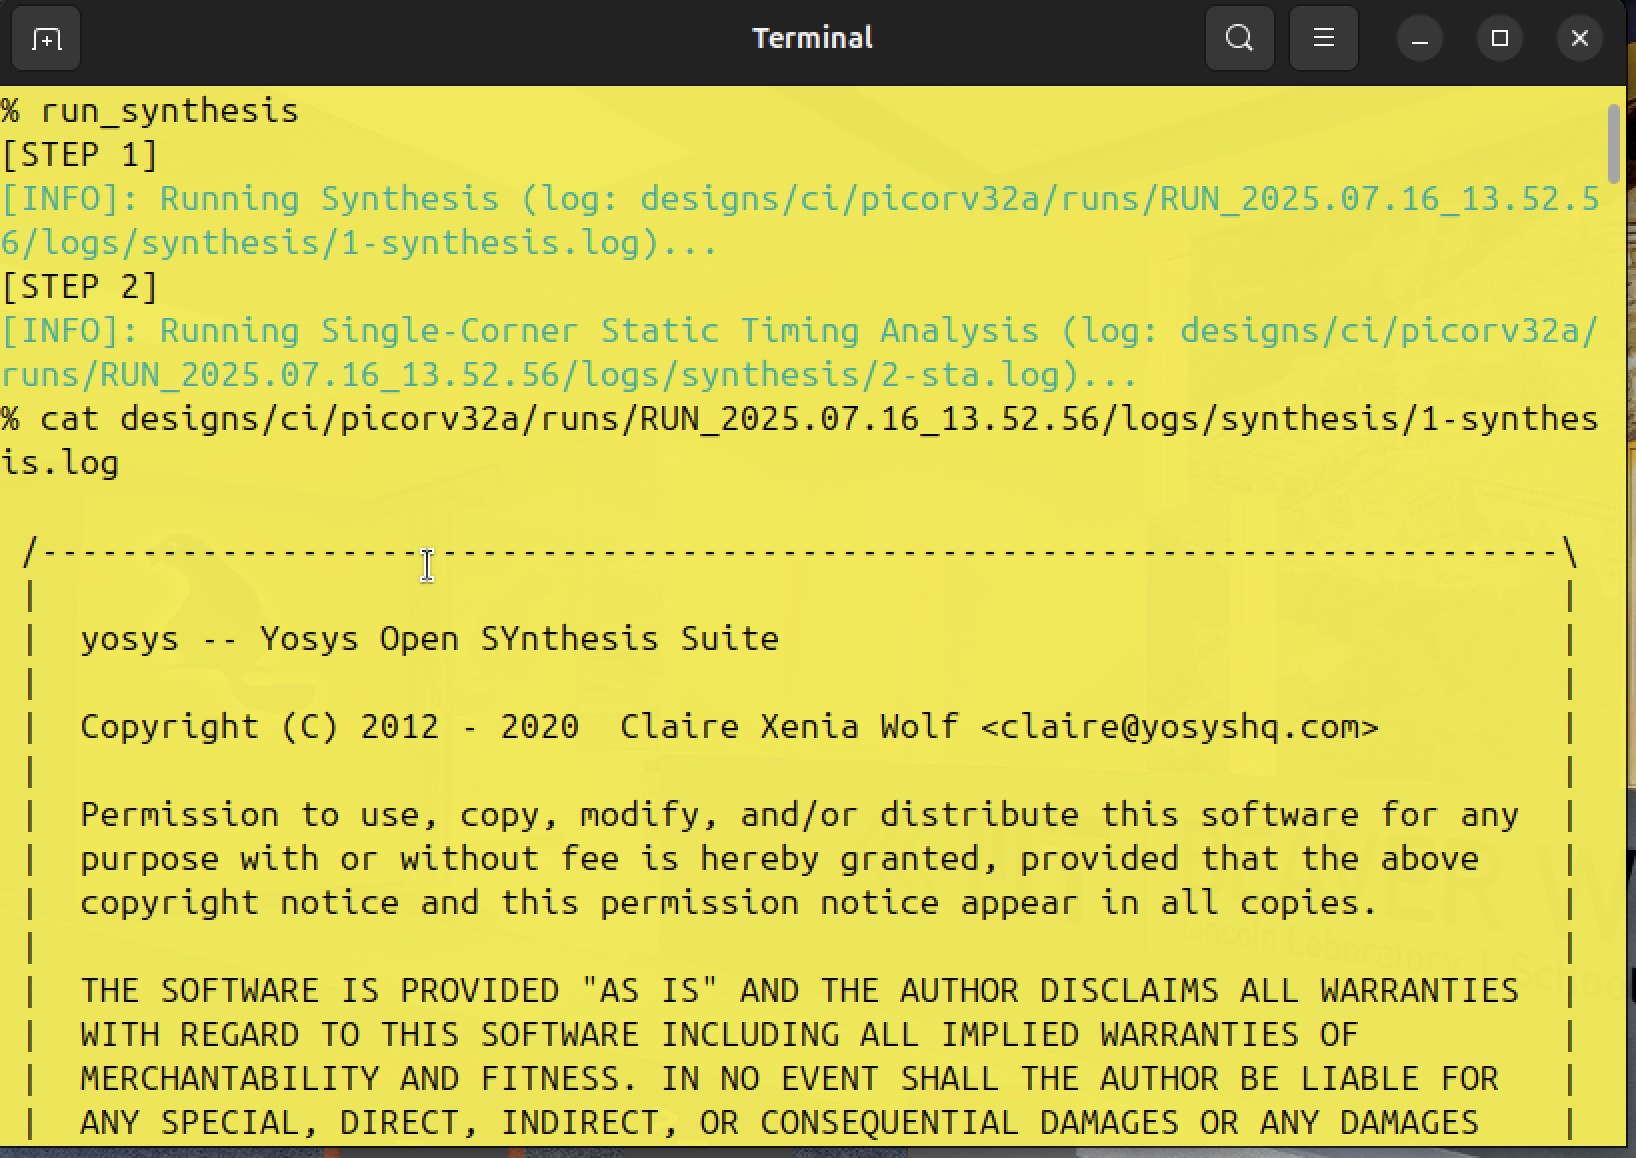 Terminal
% run_synthesis
[STEP 1]
[INFO]: Running Synthesis (log: designs/ci/picorv32a/runs/RUN_2025.07.16_13.52.5
6/logs/synthesis/1-synthesis.log)...
[STEP 2]
[INFO]: Running Single-Corner Static Timing Analysis (log: designs/ci/picorv32a/
runs/RUN_2025.07.16_13.52.56/logs/synthesis/2-sta.log)...
% cat designs/ci/picorv32a/runs/RUN_2025.07.16_13.52.56/logs/synthesis/1-synthes
is.log
/----------------------------------------------------------------------------\
|                                                                            |
|  yosys -- Yosys Open SYnthesis Suite                                       |
|                                                                            |
|  Copyright (C) 2012 - 2020  Claire Xenia Wolf <claire@yosyshq.com>         |
|                                                                            |
|  Permission to use, copy, modify, and/or distribute this software for any  |
|  purpose with or without fee is hereby granted, provided that the above    |
|  copyright notice and this permission notice appear in all copies.         |
|                                                                            |
|  THE SOFTWARE IS PROVIDED "AS IS" AND THE AUTHOR DISCLAIMS ALL WARRANTIES  |
|  WITH REGARD TO THIS SOFTWARE INCLUDING ALL IMPLIED WARRANTIES OF          |
|  MERCHANTABILITY AND FITNESS. IN NO EVENT SHALL THE AUTHOR BE LIABLE FOR   |
|  ANY SPECIAL, DIRECT, INDIRECT, OR CONSEQUENTIAL DAMAGES OR ANY DAMAGES    |
Lincoln Laboratory